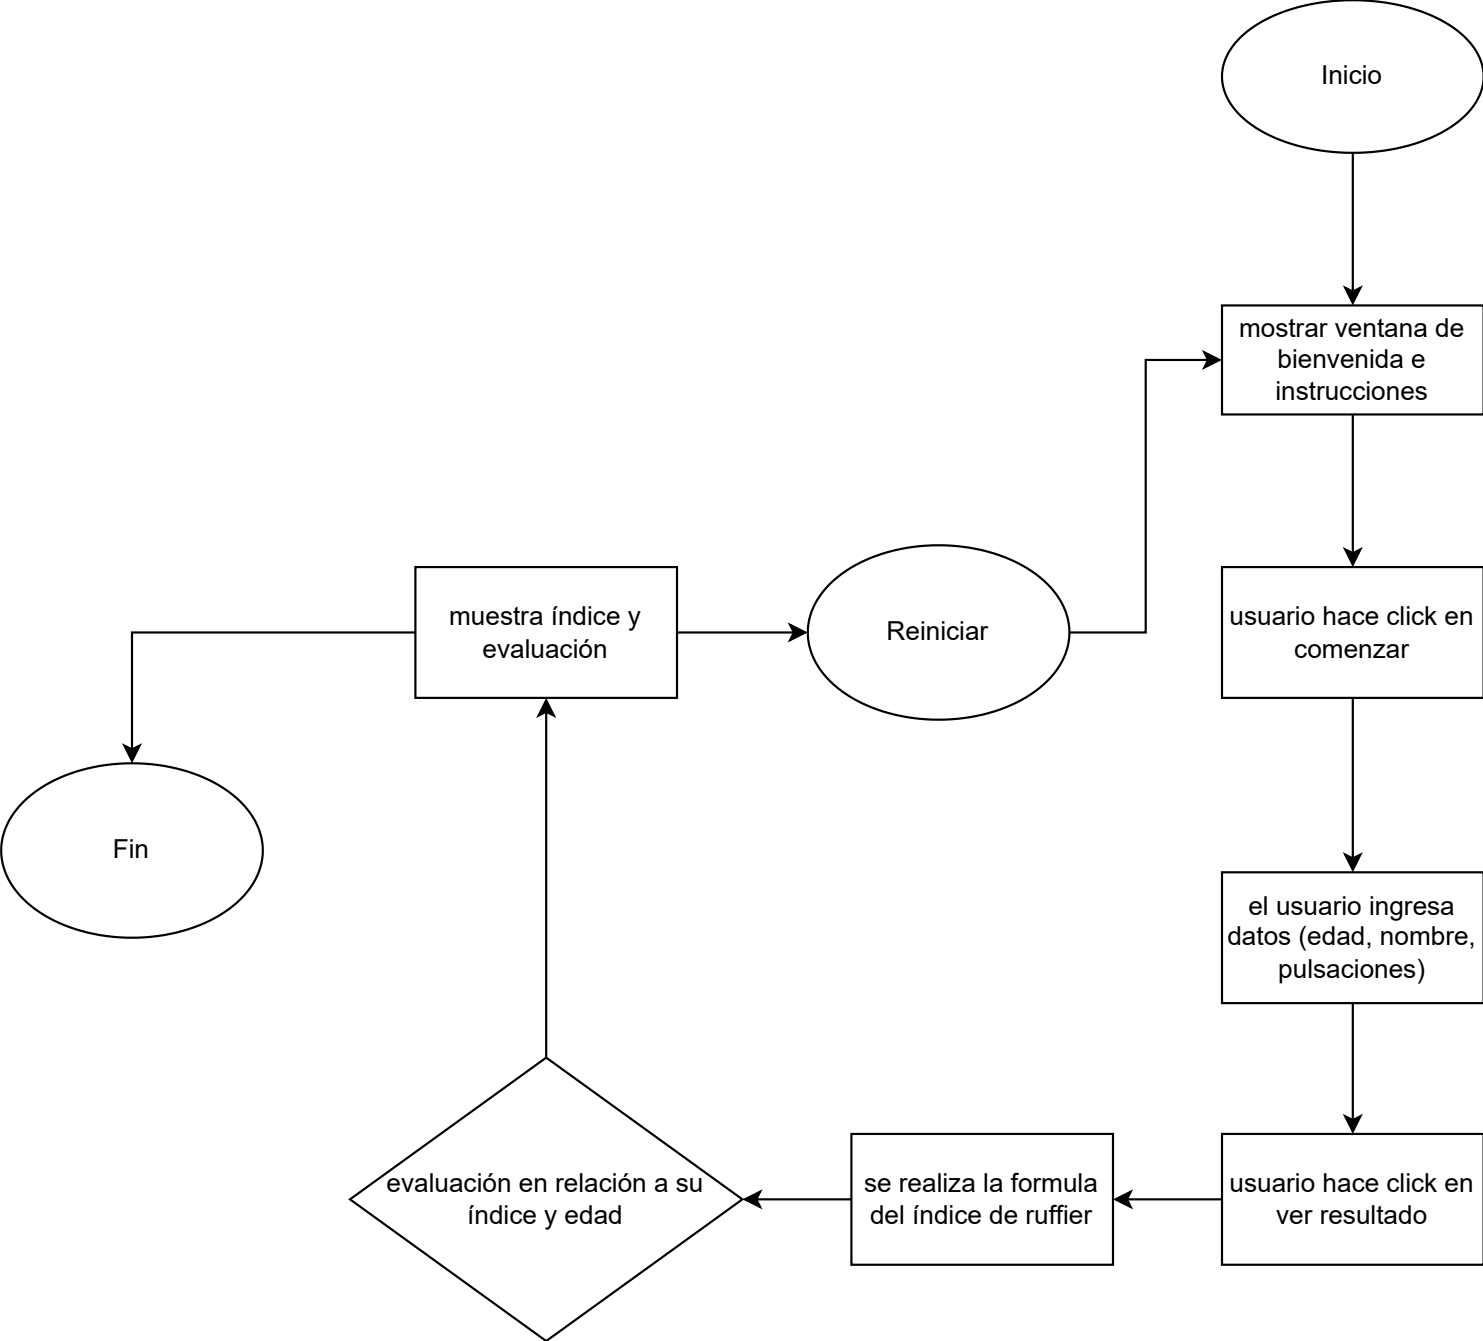 Inicio
mostrar ventana de
bienvenida e
instrucciones
usuario hace click en
comenzar
el usuario ingresa
datos (edad, nombre,
pulsaciones)
usuario hace click en
ver resultado
se realiza la formula
del índice de ruffier
evaluación en relación a su
índice y edad
muestra índice y
evaluación
Reiniciar
Fin